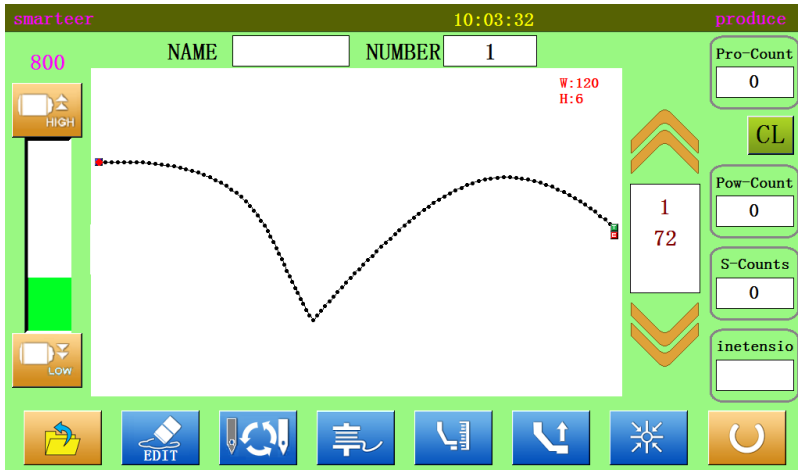 smarteer 10:03:32 produce
800 NAME NUMBER 1
W:120
H:6
HIGH
LOW
1
72
Pro-Count
0
CL
Pow-Count
0
S-Counts
0
inetensio
EDIT